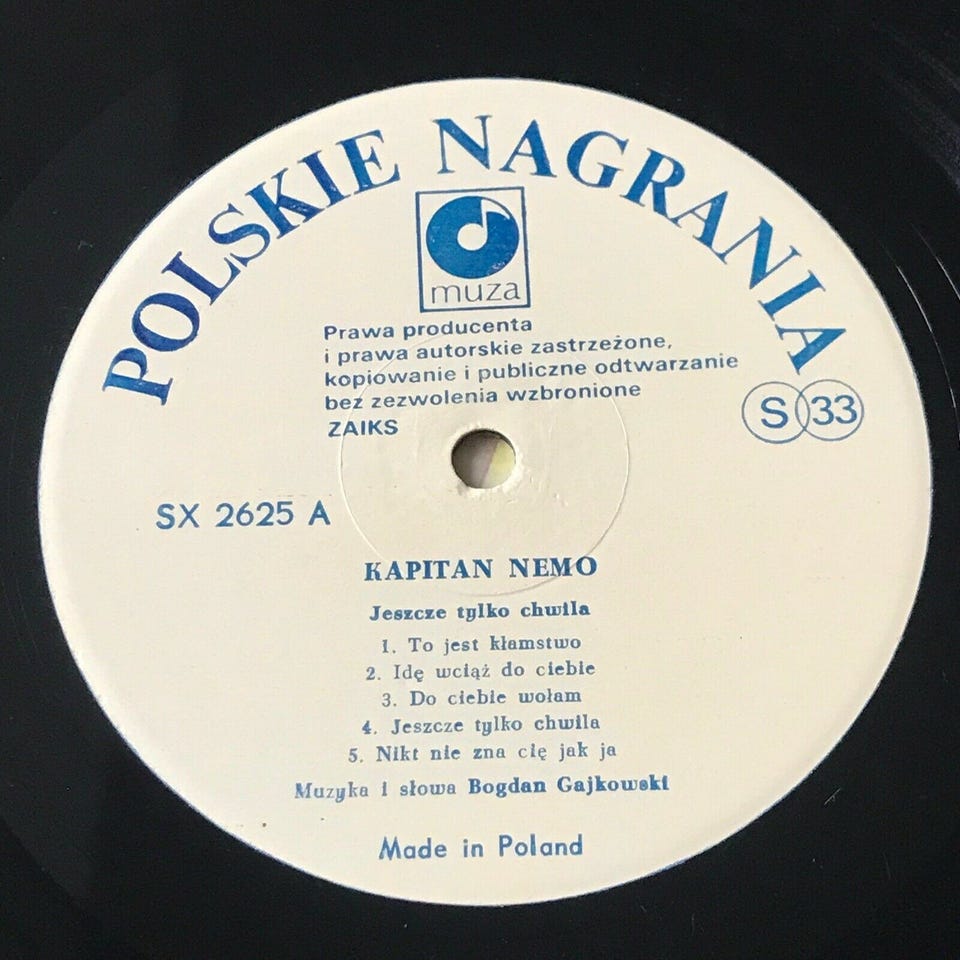 POLSKIE NAGRANIA
muza
Prawa producenta
i prawa autorskie zastrzeżone,
kopiowanie i publiczne odtwarzanie
bez zezwolenia wzbronione
ZAIKS
S 33
SX 2625 A
KAPITAN NEMO
Jeszcze tylko chwila
1. To jest kłamstwo
2. Idę wciąż do ciebie
3. Do ciebie wołam
4. Jeszcze tylko chwila
5. Nikt nie zna cię jak ja
Muzyka i słowa Bogdan Gajkowski
Made in Poland